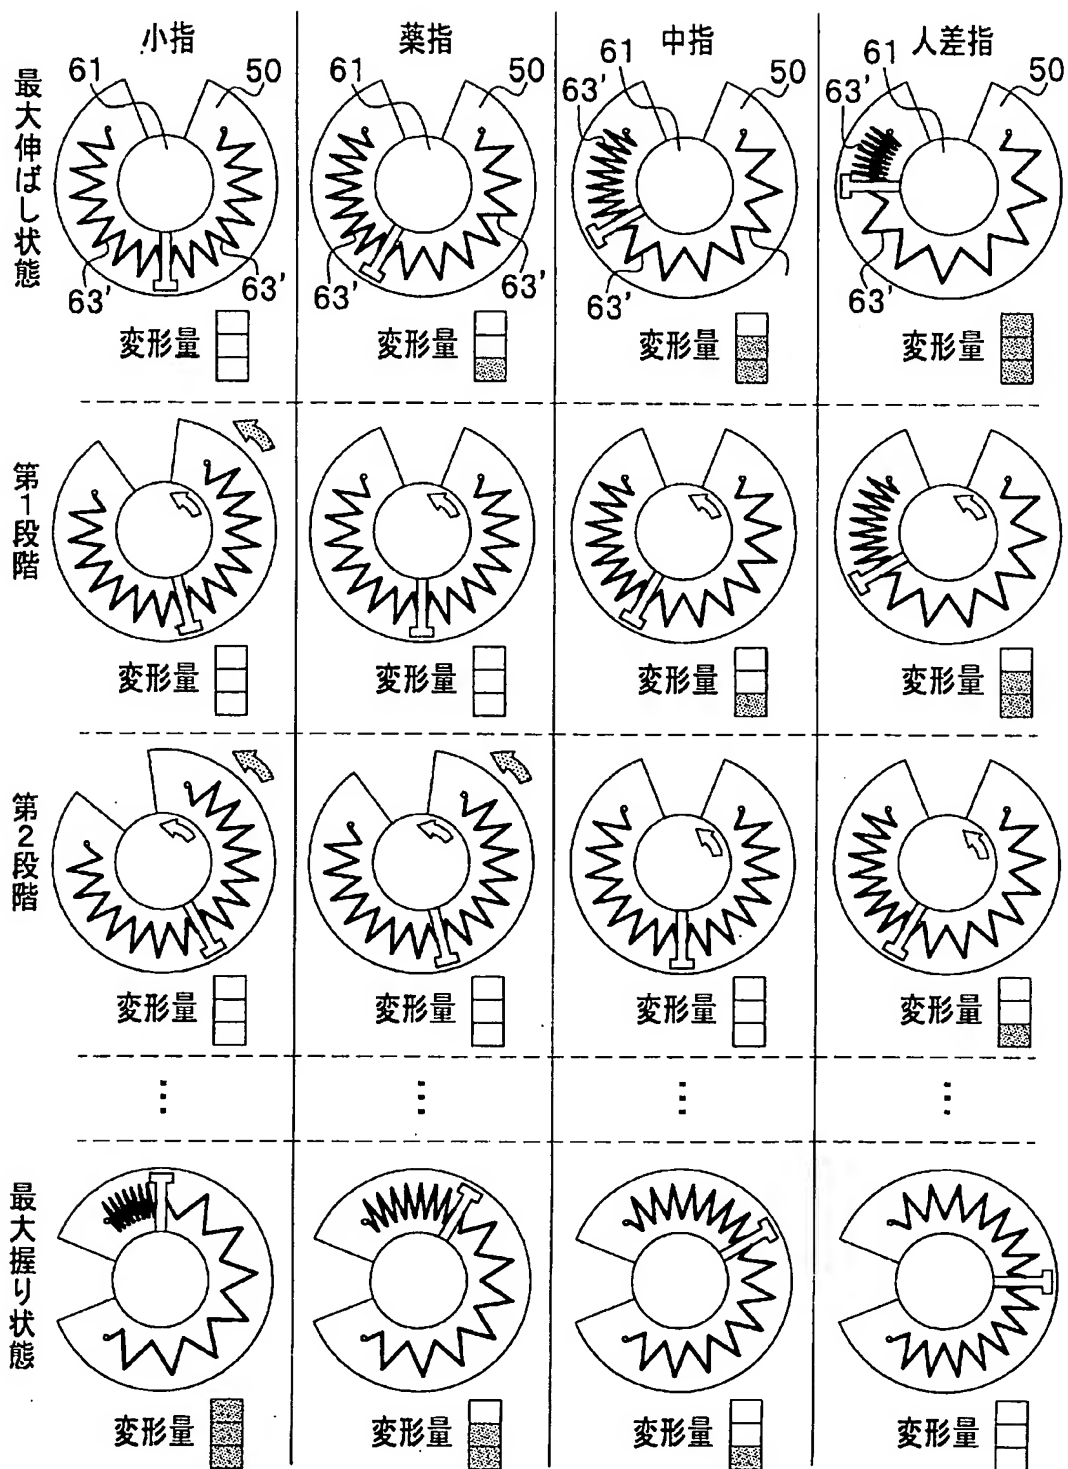 小指 薬指 中指 人差指
最大伸ばし状態
61 50 63' 63'
変形量
61 50 63' 63'
変形量
63' 61 50 63'
変形量
63' 61 50 63'
変形量
第1段階
変形量 変形量 変形量 変形量
第2段階
変形量 変形量 変形量 変形量
⋮ ⋮ ⋮ ⋮
最大握り状態
変形量 変形量 変形量 変形量